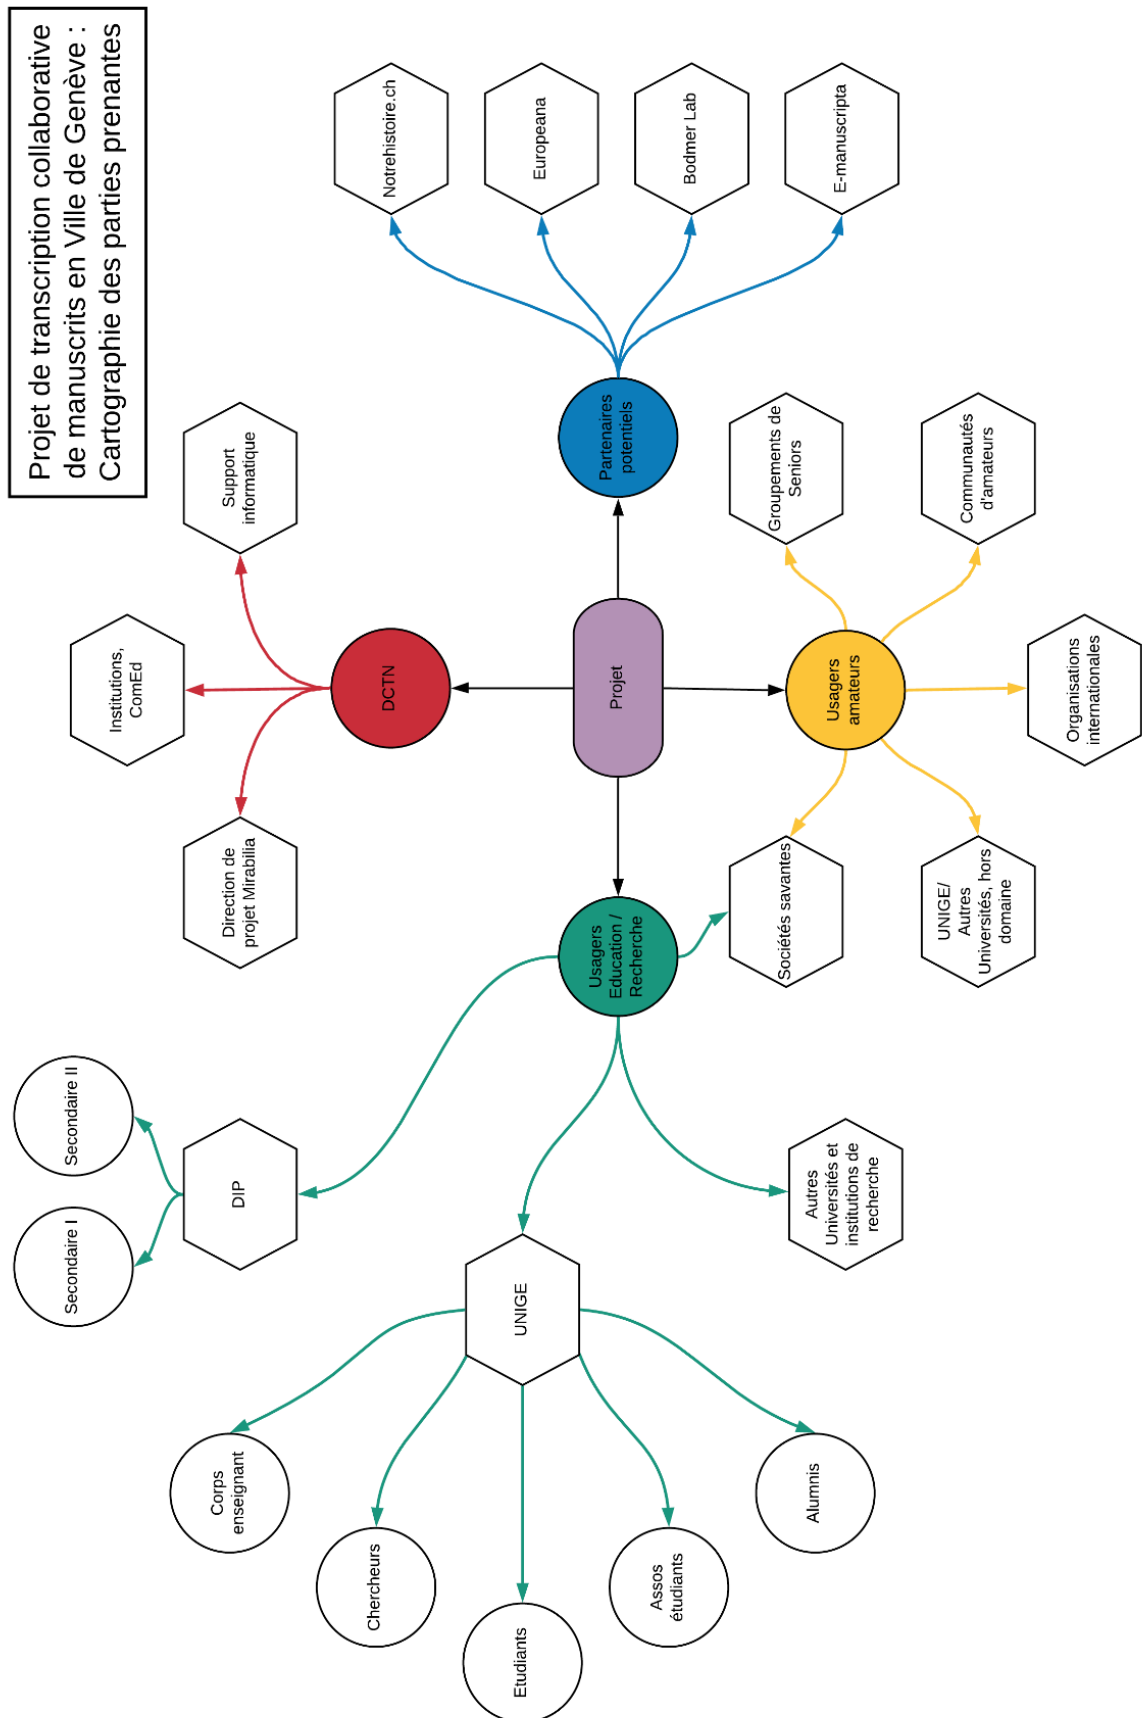 Projet de transcription collaborative
de manuscrits en Ville de Genève :
Cartographie des parties prenantes
Secondaire I
Secondaire II
DIP
Corps
enseignant
Chercheurs
Etudiants
Assos
étudiants
Alumnis
UNIGE
Autres
Universités et
institutions de
recherche
Usagers
Education /
Recherche
Direction de
projet Mirabilia
Institutions,
ComEd
Support
informatique
DCTN
Projet
Usagers
amateurs
Sociétés savantes
UNIGE/
Autres
Universités, hors
domaine
Organisations
internationales
Communautés
d'amateurs
Groupements de
Seniors
Partenaires
potentiels
Notrehistoire.ch
Europeana
Bodmer Lab
E-manuscripta